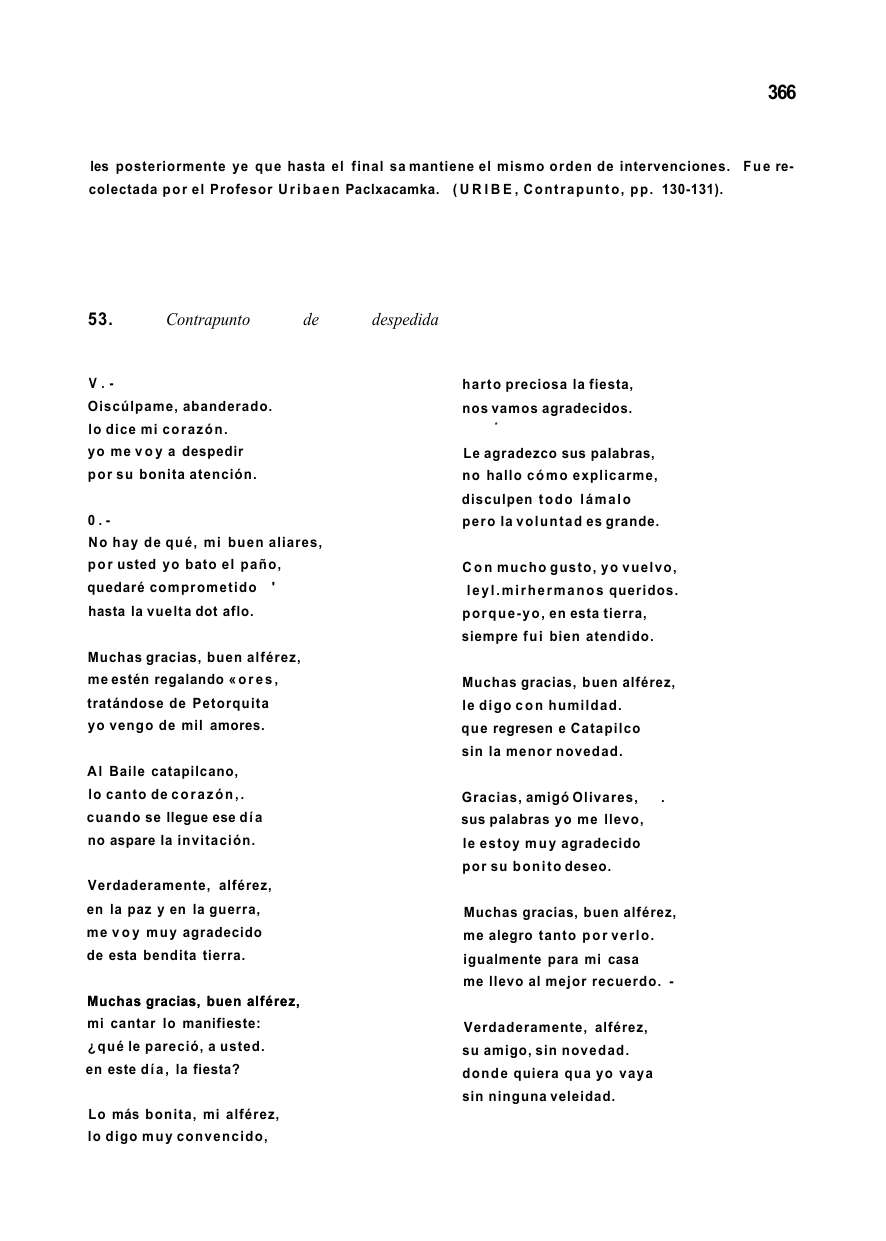 366
les posteriormente ye que hasta el final sa mantiene el mismo orden de intervenciones. Fue re-
colectada por el Profesor Uriba en Paclxacamka. (URIBE, Contrapunto, pp. 130-131).
53. Contrapunto de despedida
V.-
Oiscúlpame, abanderado.
lo dice mi corazón.
yo me voy a despedir
por su bonita atención.
0.-
No hay de qué, mi buen aliares,
por usted yo bato el paño,
quedaré comprometido '
hasta la vuelta dot aflo.
Muchas gracias, buen alférez,
me estén regalando «ores,
tratándose de Petorquita
yo vengo de mil amores.
Al Baile catapilcano,
lo canto de corazón,.
cuando se llegue ese día
no aspare la invitación.
Verdaderamente, alférez,
en la paz y en la guerra,
me voy muy agradecido
de esta bendita tierra.
Muchas gracias, buen alférez,
mi cantar lo manifieste:
¿qué le pareció, a usted.
en este día, la fiesta?
Lo más bonita, mi alférez,
lo digo muy convencido,
harto preciosa la fiesta,
nos vamos agradecidos.
Le agradezco sus palabras,
no hallo cómo explicarme,
disculpen todo lámalo
pero la voluntad es grande.
Con mucho gusto, yo vuelvo,
leyl.mirhermanos queridos.
porque-yo, en esta tierra,
siempre fui bien atendido.
Muchas gracias, buen alférez,
le digo con humildad.
que regresen e Catapilco
sin la menor novedad.
Gracias, amigó Olivares, .
sus palabras yo me llevo,
le estoy muy agradecido
por su bonito deseo.
Muchas gracias, buen alférez,
me alegro tanto por verlo.
igualmente para mi casa
me llevo al mejor recuerdo. -
Verdaderamente, alférez,
su amigo, sin novedad.
donde quiera qua yo vaya
sin ninguna veleidad.